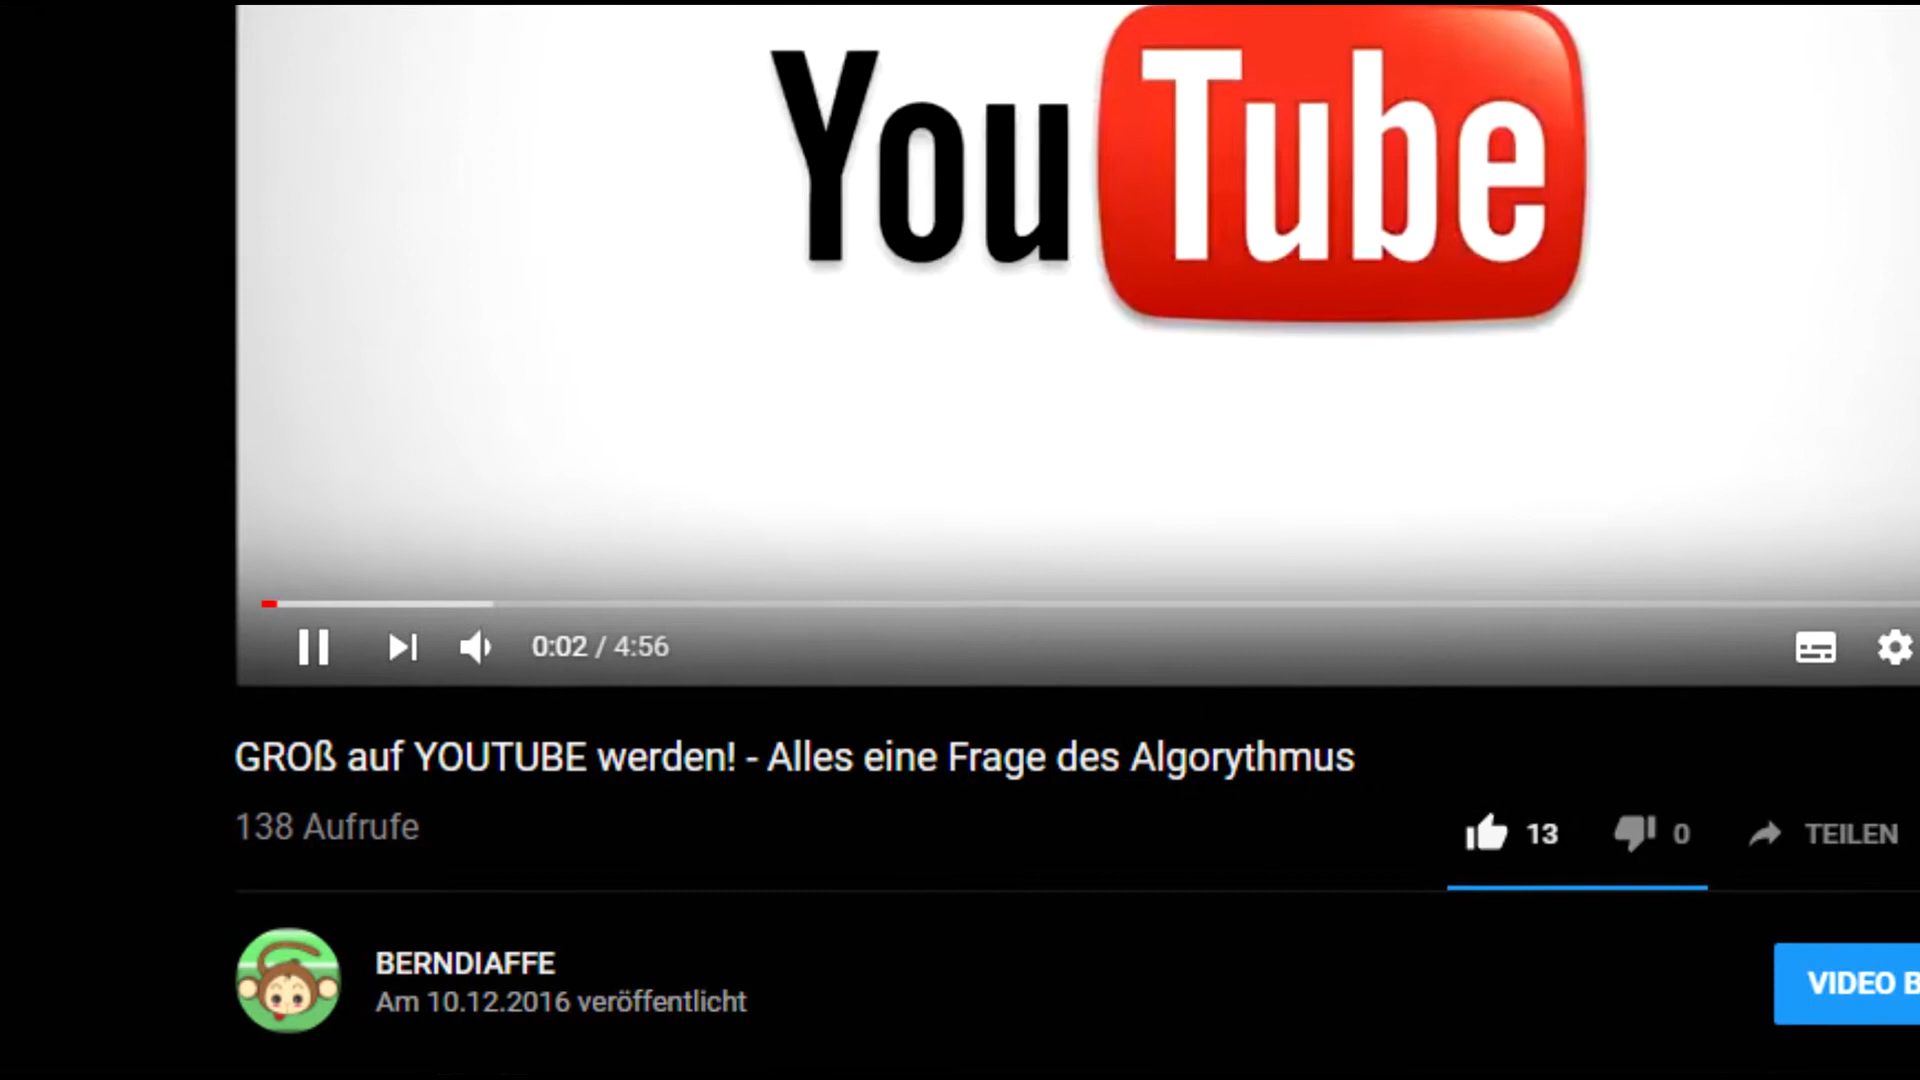 YouTube
0:02 / 4:56
GROß auf YOUTUBE werden! - Alles eine Frage des Algorythmus
138 Aufrufe
13
0
TEILEN
BERNDIAFFE
Am 10.12.2016 veröffentlicht
VIDEO B